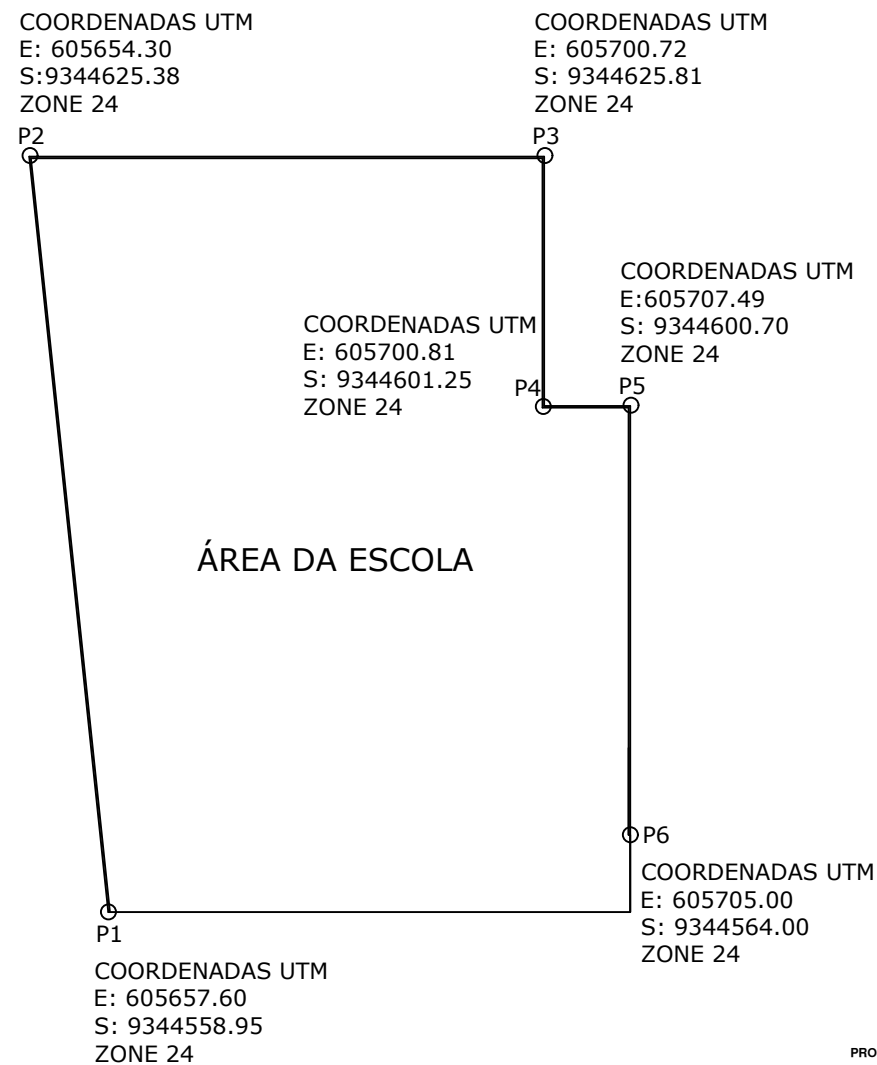 COORDENADAS UTM
E: 605654.30
S:9344625.38
ZONE 24
P2
COORDENADAS UTM
E: 605700.72
S: 9344625.81
ZONE 24
P3
COORDENADAS UTM
E:605707.49
S: 9344600.70
ZONE 24
P5
COORDENADAS UTM
E: 605700.81
S: 9344601.25
ZONE 24
P4
ÁREA DA ESCOLA
P6
COORDENADAS UTM
E: 605705.00
S: 9344564.00
ZONE 24
P1
COORDENADAS UTM
E: 605657.60
S: 9344558.95
ZONE 24
PRO